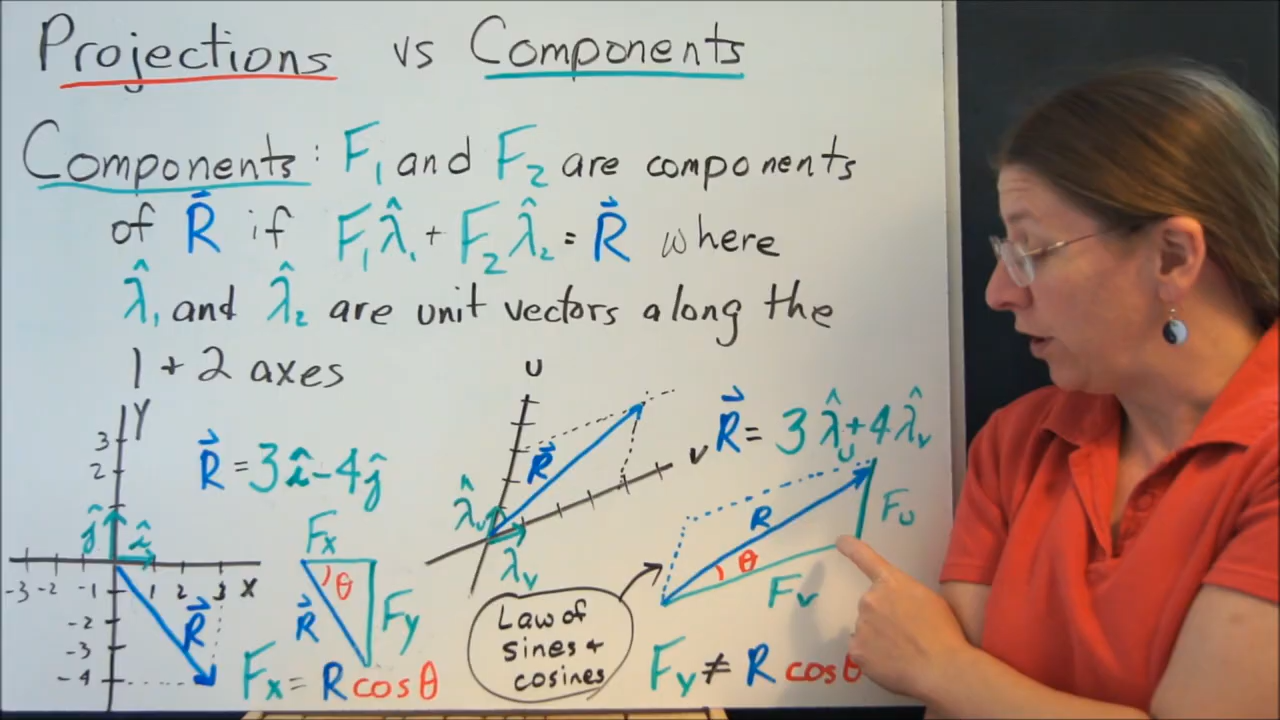 Projections vs Components
Components: F₁ and F₂ are components
of R⃗ if F₁λ̂₁ + F₂λ̂₂ = R⃗ where
λ̂₁ and λ̂₂ are unit vectors along the
1 + 2 axes
Y
3
2
ĵ
î
-3 -2
-1
1 2 3 X
-2
-3
-4
R⃗
R⃗ = 3î - 4ĵ
Fx
θ
R⃗
Fy
Fx = R cosθ
U
V
R⃗
λ̂U
λ̂V
R⃗ = 3λ̂U + 4λ̂V
R
θ
FU
FV
Law of
sines +
cosines
Fy ≠ R cosθ